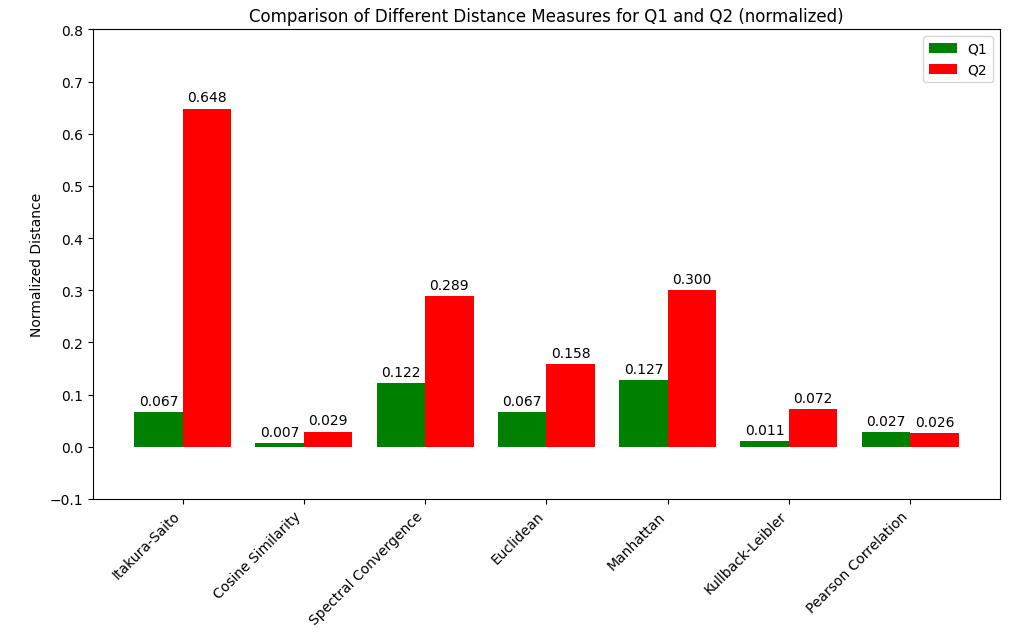 Comparison of Different Distance Measures for Q1 and Q2 (normalized)
0.8
0.7
0.6
0.5
0.4
0.3
0.2
0.1
0.0
−0.1
Normalized Distance
Q1
Q2
0.067
0.648
0.007
0.029
0.122
0.289
0.067
0.158
0.127
0.300
0.011
0.072
0.027
0.026
Itakura-Saito
Cosine Similarity
Spectral Convergence
Euclidean
Manhattan
Kullback-Leibler
Pearson Correlation